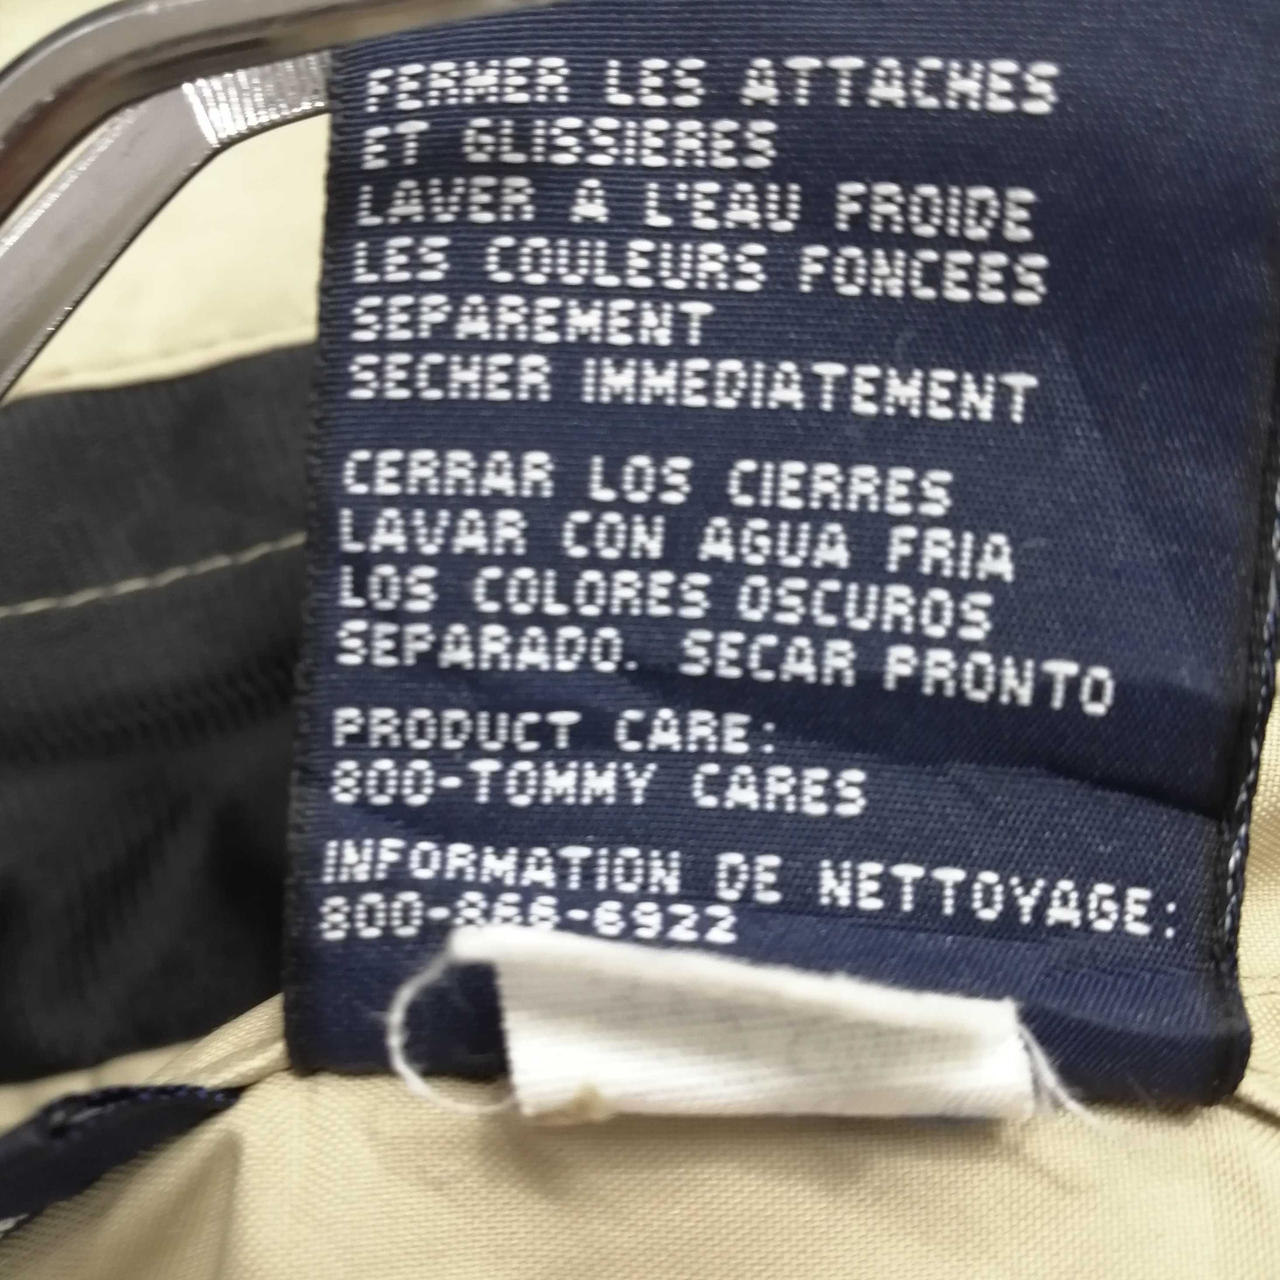 FERMER LES ATTACHES
ET GLISSIERES
LAVER A L'EAU FROIDE
LES COULEURS FONCEES
SEPAREMENT
SECHER IMMEDIATEMENT
CERRAR LOS CIERRES
LAVAR CON AGUA FRIA
LOS COLORES OSCUROS
SEPARADO. SECAR PRONTO
PRODUCT CARE:
800-TOMMY CARES
INFORMATION DE NETTOYAGE:
800-866-6922